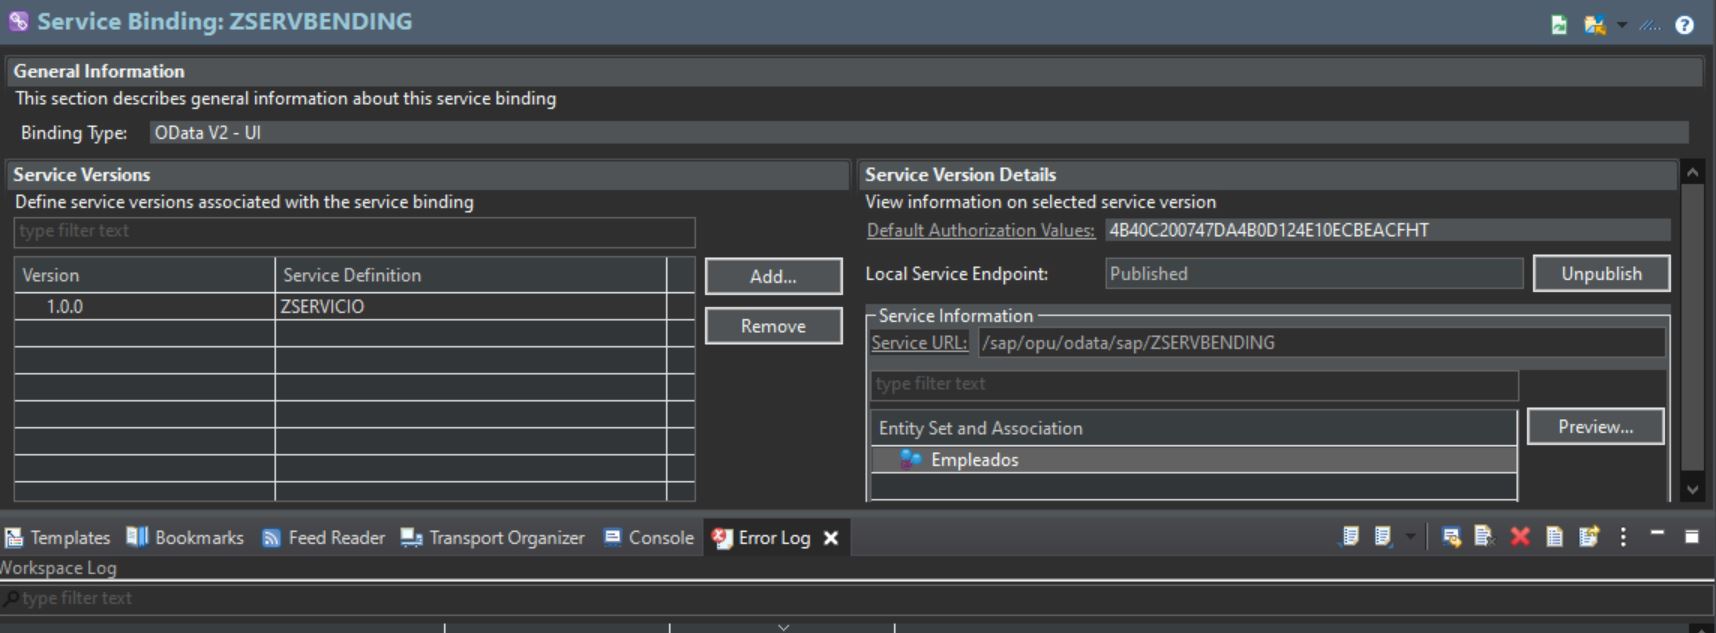 Service Binding: ZSERVBENDING
General Information
This section describes general information about this service binding
Binding Type: OData V2 - UI
Service Versions
Define service versions associated with the service binding
type filter text
Version Service Definition
1.0.0 ZSERVICIO
Add...
Remove
Service Version Details
View information on selected service version
Default Authorization Values: 4B40C200747DA4B0D124E10ECBEACFHT
Local Service Endpoint: Published Unpublish
Service Information
Service URL: /sap/opu/odata/sap/ZSERVBENDING
type filter text
Entity Set and Association
Preview...
Empleados
Templates Bookmarks Feed Reader Transport Organizer Console Error Log
Workspace Log
type filter text